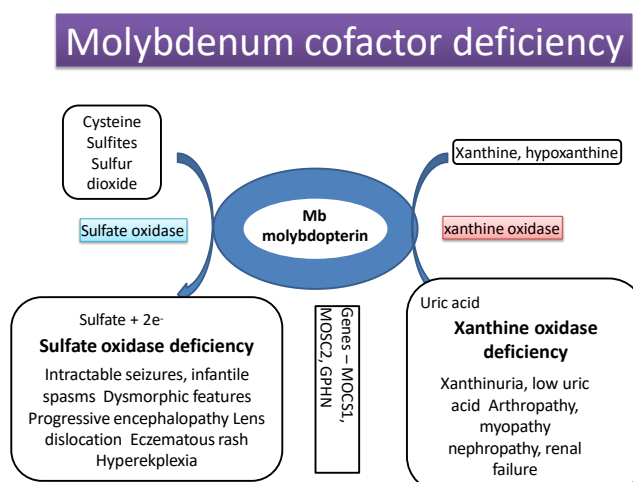 Molybdenum cofactor deficiency
Cysteine
Sulfites
Sulfur
dioxide
Xanthine, hypoxanthine
Mb
molybdopterin
Sulfate oxidase
xanthine oxidase
Sulfate + 2e-
Sulfate oxidase deficiency
Intractable seizures, infantile
spasms Dysmorphic features
Progressive encephalopathy Lens
dislocation Eczematous rash
Hyperekplexia
Genes – MOCS1,
MOSC2, GPHN
Uric acid
Xanthine oxidase
deficiency
Xanthinuria, low uric
acid Arthropathy,
myopathy
nephropathy, renal
failure